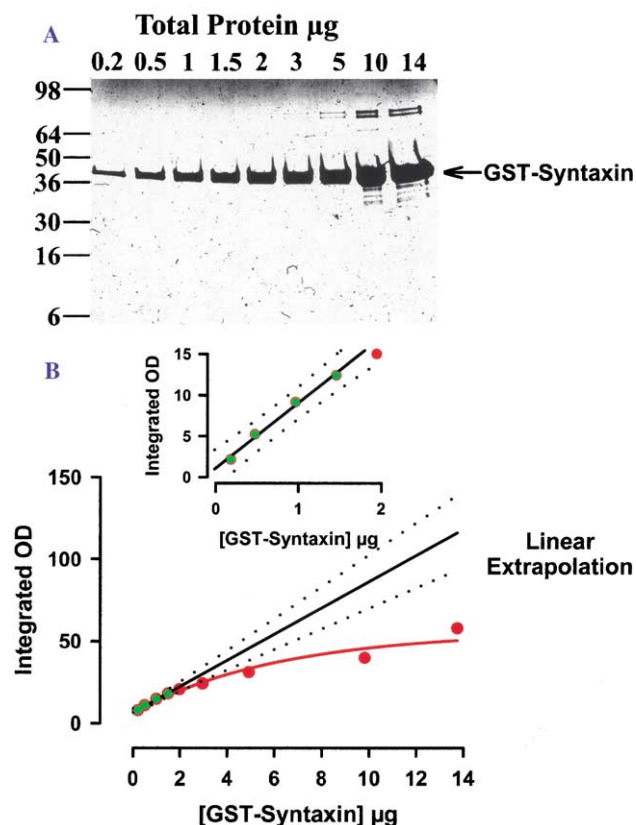 A
Total Protein µg
0.2 0.5 1 1.5 2 3 5 10 14
98
64
50
36
30
16
6
GST-Syntaxin
B
15
10
5
0
Integrated OD
0 1 2
[GST-Syntaxin] µg
150
100
50
0
Integrated OD
Linear
Extrapolation
0 2 4 6 8 10 12 14
[GST-Syntaxin] µg